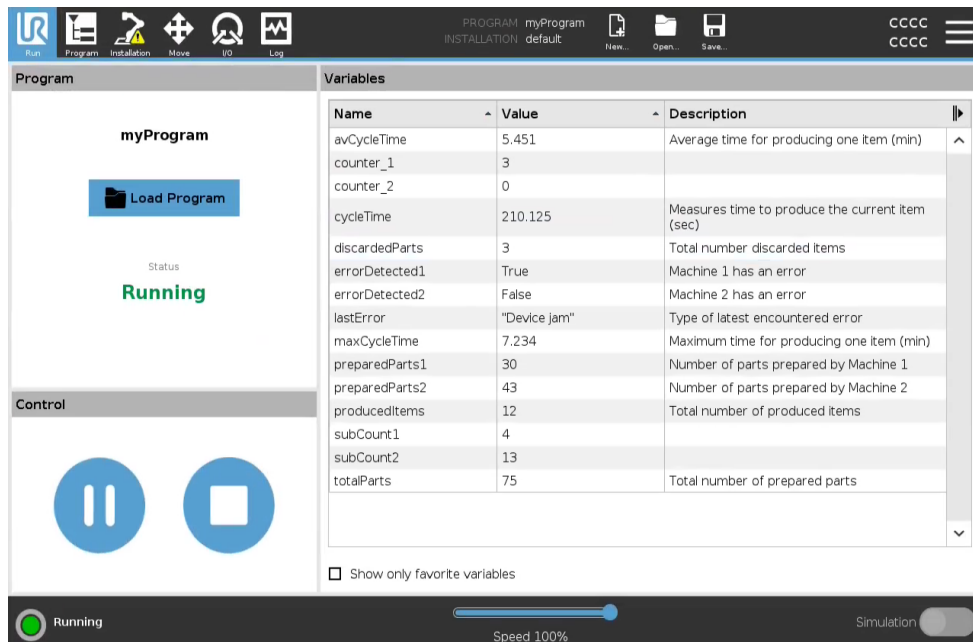 UR
Run Program Installation Move I/O Log
PROGRAM myProgram
INSTALLATION default
New... Open... Save...
CCCC
CCCC
Program
myProgram
Load Program
Status
Running
Control
Variables
Name Value Description
avCycleTime 5.451 Average time for producing one item (min)
counter_1 3
counter_2 0
cycleTime 210.125 Measures time to produce the current item
(sec)
discardedParts 3 Total number discarded items
errorDetected1 True Machine 1 has an error
errorDetected2 False Machine 2 has an error
lastError "Device jam" Type of latest encountered error
maxCycleTime 7.234 Maximum time for producing one item (min)
preparedParts1 30 Number of parts prepared by Machine 1
preparedParts2 43 Number of parts prepared by Machine 2
producedItems 12 Total number of produced items
subCount1 4
subCount2 13
totalParts 75 Total number of prepared parts
Show only favorite variables
Running
Speed 100%
Simulation